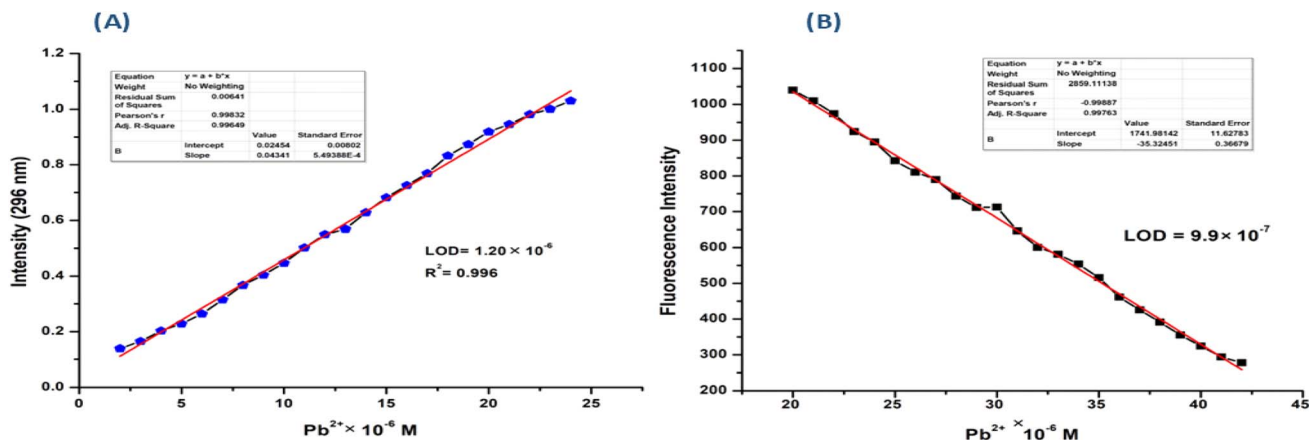 (A)
1.2
1.0
0.8
0.6
0.4
0.2
0.0
Intensity (296 nm)
Equation y = a + b*x
Weight No Weighting
Residual Sum of Squares 0.00641
Pearson's r 0.99832
Adj. R-Square 0.99649
Value Standard Error
B Intercept 0.02454 0.00802
Slope 0.04341 5.49388E-4
LOD= 1.20 × 10⁻⁶
R²= 0.996
0 5 10 15 20 25
Pb²⁺× 10⁻⁶ M
(B)
1100
1000
900
800
700
600
500
400
300
200
Fluorescence Intensity
Equation y = a + b*x
Weight No Weighting
Residual Sum of Squares 2859.11138
Pearson's r -0.99887
Adj. R-Square 0.99763
Value Standard Error
B Intercept 1741.98142 11.62783
Slope -35.32451 0.36679
LOD = 9.9× 10⁻⁷
20 25 30 35 40 45
Pb²⁺ ×10⁻⁶ M